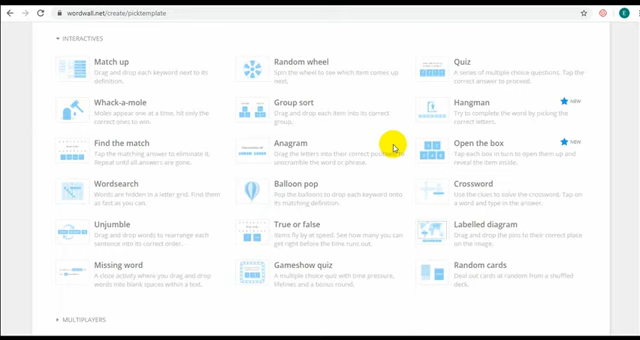 wordwall.net/create/picktemplate
E
INTERACTIVES
Match up
Drag and drop each keyword next to its
definition.
Random wheel
Spin the wheel to see which item comes up
next.
Quiz
A series of multiple choice questions. Tap the
correct answer to proceed.
Whack-a-mole
Moles appear one at a time, hit only the
correct ones to win.
Group sort
Drag and drop each item into its correct
group.
Hangman
NEW
Try to complete the word by picking the
correct letters.
Find the match
Tap the matching answer to eliminate it.
Repeat until all answers are gone.
Anagram
Drag the letters into their correct positions to
unscramble the word or phrase.
Open the box
NEW
Tap each box in turn to open them up and
reveal the item inside.
Wordsearch
Words are hidden in a letter grid. Find them
as fast as you can.
Balloon pop
Pop the balloons to drop each keyword onto
its matching definition.
Crossword
Use the clues to solve the crossword. Tap on
a word and type in the answer.
Unjumble
Drag and drop words to rearrange each
sentence into its correct order.
True or false
Items fly by at speed. See how many you can
get right before the time runs out.
Labelled diagram
Drag and drop the pins to their correct place
on the image.
Missing word
A cloze activity where you drag and drop
words into blank spaces within a text.
Gameshow quiz
A multiple choice quiz with time pressure,
lifelines and a bonus round.
Random cards
Deal out cards at random from a shuffled
deck.
MULTIPLAYERS